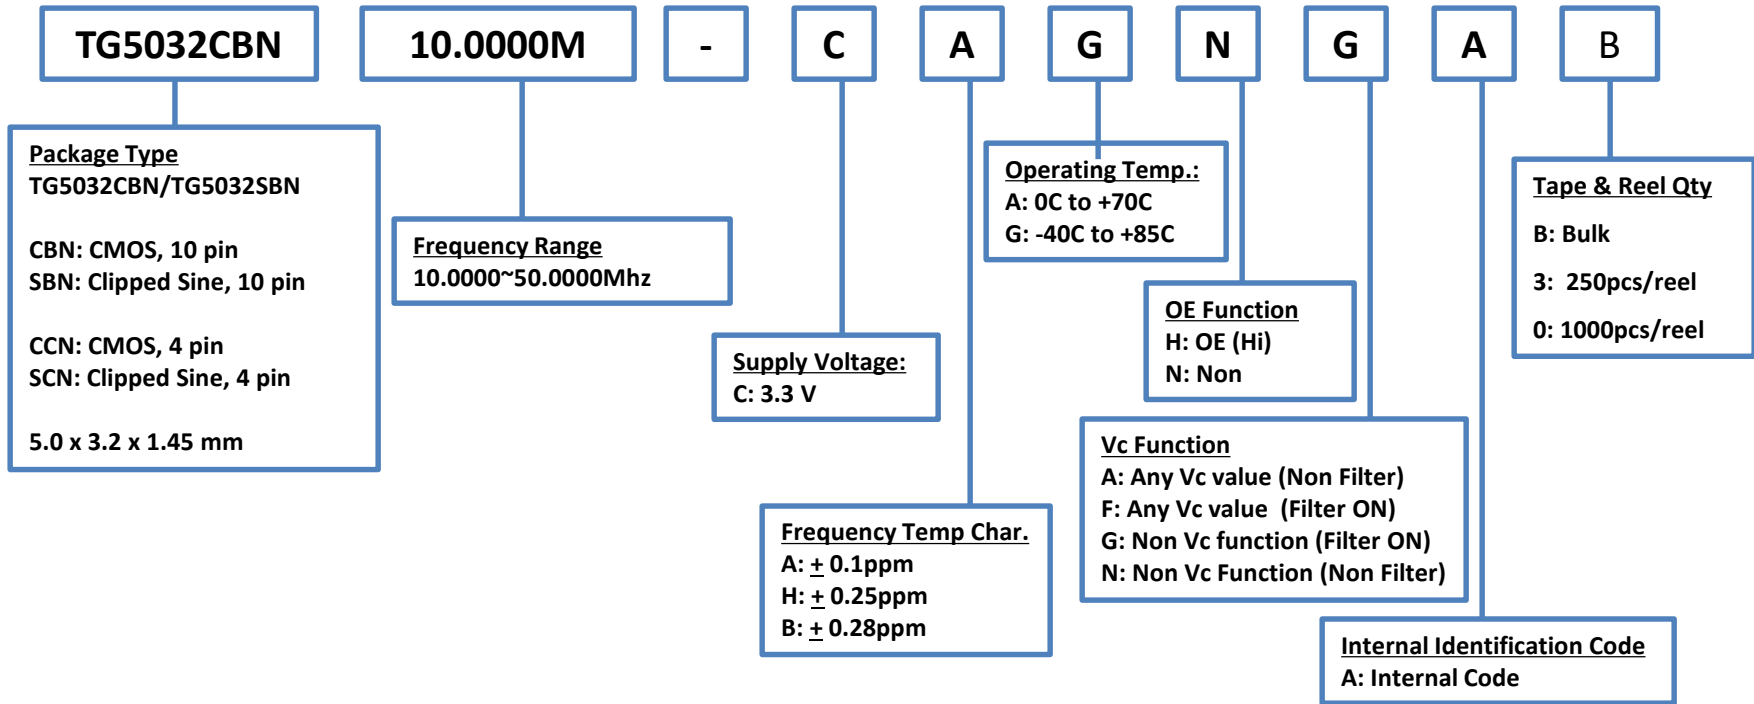 TG5032CBN 10.0000M - C A G N G A B
Package Type
TG5032CBN/TG5032SBN
CBN: CMOS, 10 pin
SBN: Clipped Sine, 10 pin
CCN: CMOS, 4 pin
SCN: Clipped Sine, 4 pin
5.0 x 3.2 x 1.45 mm
Frequency Range
10.0000~50.0000Mhz
Supply Voltage:
C: 3.3 V
Frequency Temp Char.
A: ± 0.1ppm
H: ± 0.25ppm
B: ± 0.28ppm
Operating Temp.:
A: 0C to +70C
G: -40C to +85C
OE Function
H: OE (Hi)
N: Non
Vc Function
A: Any Vc value (Non Filter)
F: Any Vc value  (Filter ON)
G: Non Vc function (Filter ON)
N: Non Vc Function (Non Filter)
Internal Identification Code
A: Internal Code
Tape & Reel Qty
B: Bulk
3:  250pcs/reel
0: 1000pcs/reel